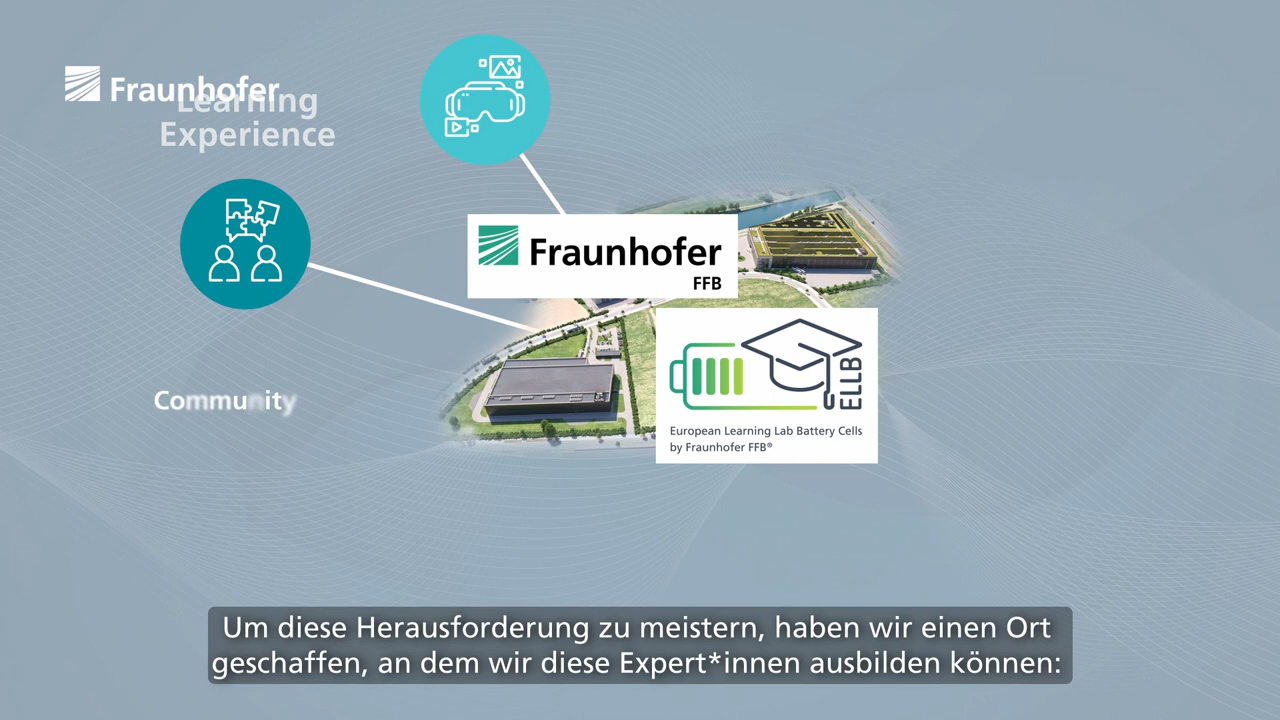 Fraunhofer
Learning
Experience
Fraunhofer
FFB
ELLB
European Learning Lab Battery Cells
by Fraunhofer FFB®
Community
Um diese Herausforderung zu meistern, haben wir einen Ort
geschaffen, an dem wir diese Expert*innen ausbilden können: